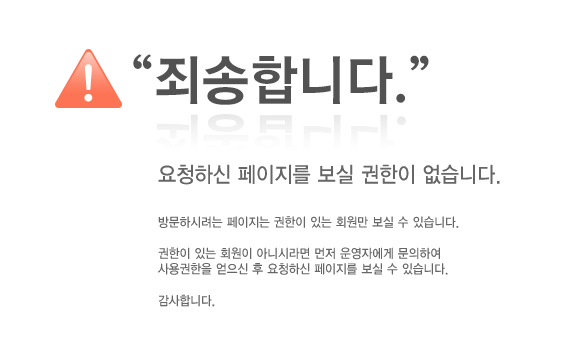 “죄송합니다.”
요청하신 페이지를 보실 권한이 없습니다.
방문하시려는 페이지는 권한이 있는 회원만 보실 수 있습니다.
권한이 있는 회원이 아니시라면 먼저 운영자에게 문의하여
사용권한을 얻으신 후 요청하신 페이지를 보실 수 있습니다.
감사합니다.